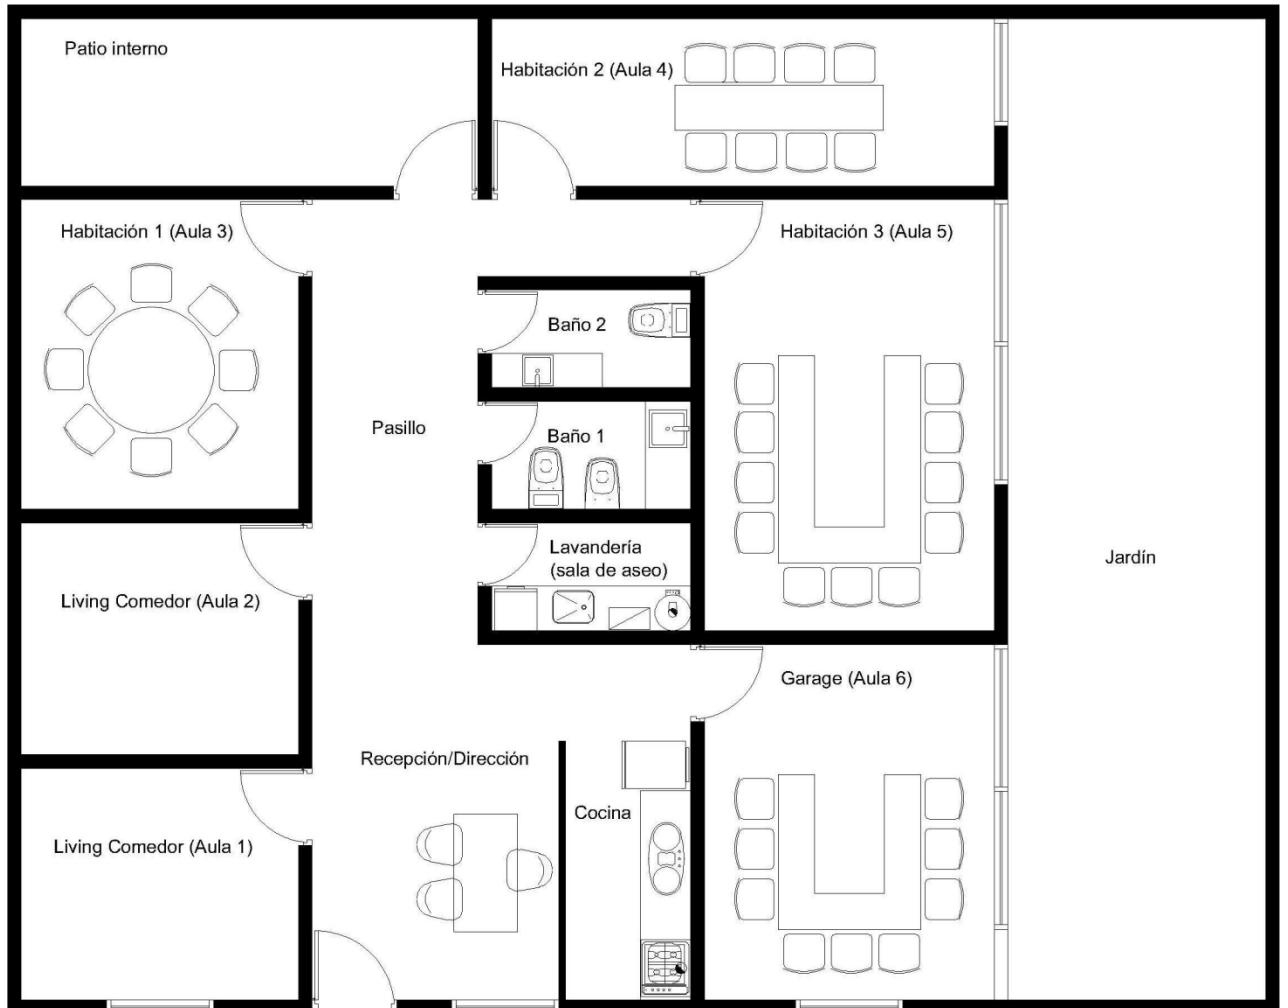 Patio interno
Habitación 2 (Aula 4)
Habitación 1 (Aula 3)
Habitación 3 (Aula 5)
Baño 2
Pasillo
Baño 1
Lavandería
(sala de aseo)
Jardín
Living Comedor (Aula 2)
Garage (Aula 6)
Recepción/Dirección
Cocina
Living Comedor (Aula 1)